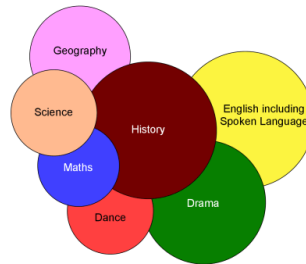 Geography
Science
History
English including
Spoken Language
Maths
Drama
Dance